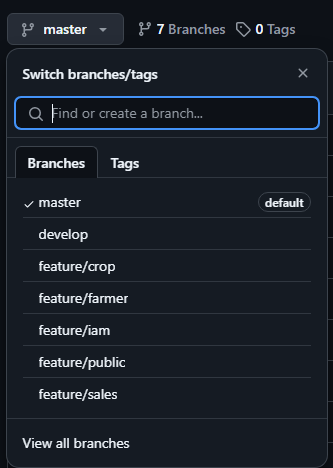 master
7 Branches
0 Tags
Switch branches/tags
Find or create a branch...
Branches
Tags
master
default
develop
feature/crop
feature/farmer
feature/iam
feature/public
feature/sales
View all branches